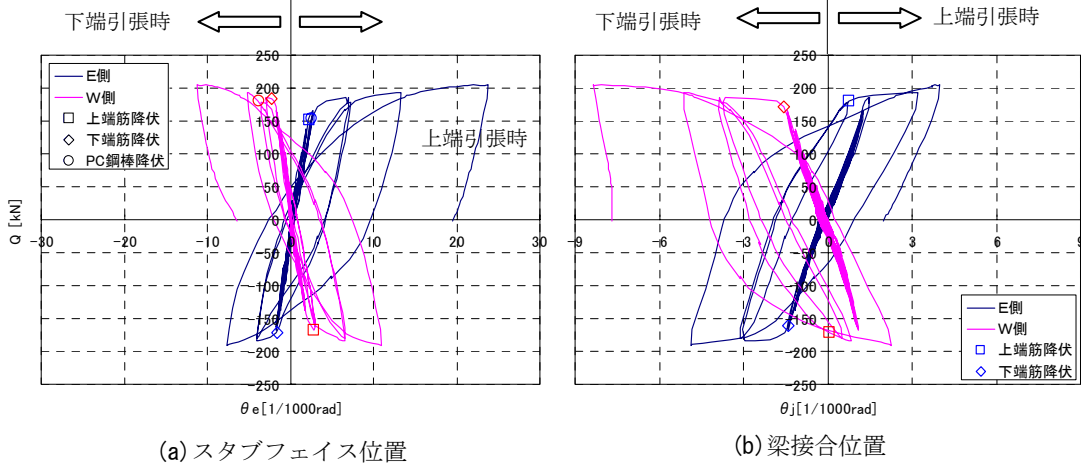 下端引張時
250
200
150
100
50
0
-50
-100
-150
-200
-250
-30 -20 -10 0 10 20 30
Q [kN]
θe[1/1000rad]
E側
W側
上端筋降伏
下端筋降伏
PC鋼棒降伏
上端引張時
(a)スタブフェイス位置
下端引張時
上端引張時
250
200
150
100
50
0
-50
-100
-150
-200
-250
-9 -6 -3 0 3 6 9
θj[1/1000rad]
E側
W側
上端筋降伏
下端筋降伏
(b)梁接合位置